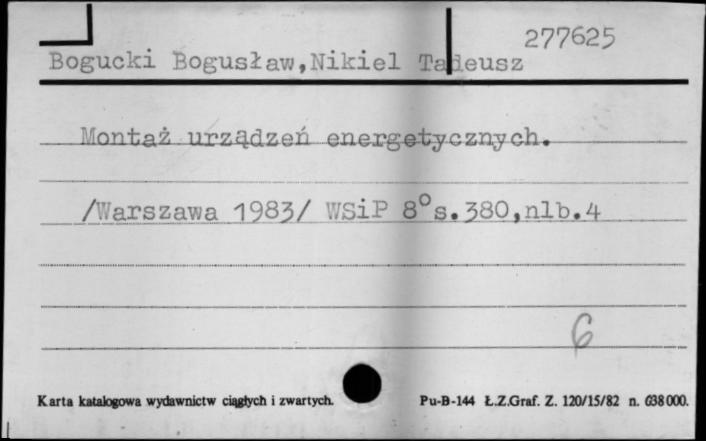 277625
Bogucki Bogusław,Nikiel Tadeusz
Montaż urządzeń energetycznych.
/Warszawa 1983/ WSiP 8° s.380,nlb.4
6
Karta katalogowa wydawnictw ciągłych i zwartych.
Pu-B-144 Ł.Z.Graf. Z. 120/15/82 n. 638 000.